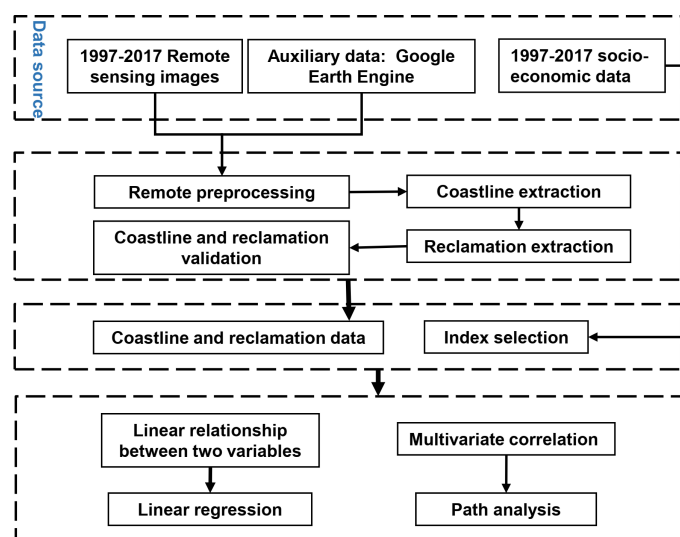 Data source
1997-2017 Remote
sensing images
Auxiliary data:  Google
Earth Engine
1997-2017 socio-
economic data
Remote preprocessing
Coastline extraction
Coastline and reclamation
validation
Reclamation extraction
Coastline and reclamation data
Index selection
Linear relationship
between two variables
Multivariate correlation
Linear regression
Path analysis